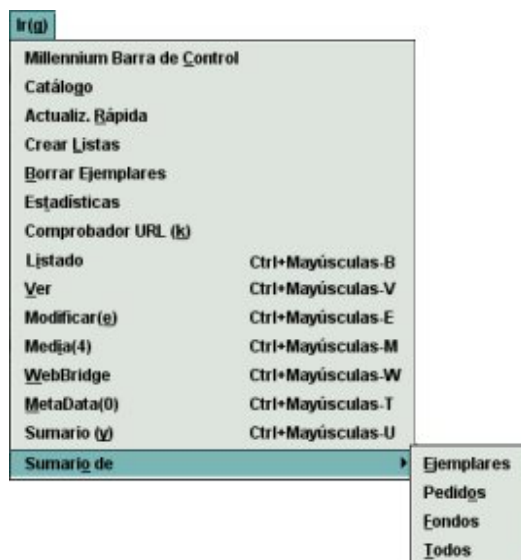 Ir(g)
Millennium Barra de Control
Catálogo
Actualiz. Rápida
Crear Listas
Borrar Ejemplares
Estadísticas
Comprobador URL (k)
Listado Ctrl+Mayúsculas-B
Ver Ctrl+Mayúsculas-V
Modificar(e) Ctrl+Mayúsculas-E
Media(4) Ctrl+Mayúsculas-M
WebBridge Ctrl+Mayúsculas-W
MetaData(0) Ctrl+Mayúsculas-T
Sumario (y) Ctrl+Mayúsculas-U
Sumario de
Ejemplares
Pedidos
Fondos
Todos